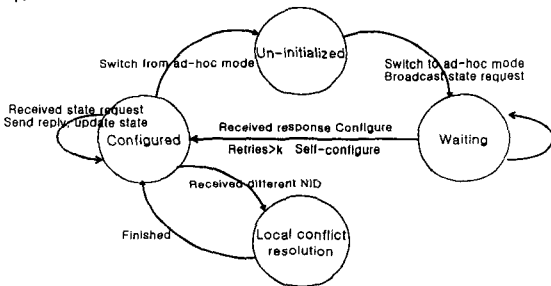 Un-initialized
Switch from ad-hoc mode
Switch to ad-hoc mode
Broadcast state request
Received state request
Send reply, update state
Configured
Received response Configure
Retries>k Self-configure
Waiting
Received different NID
Finished
Local conflict
resolution